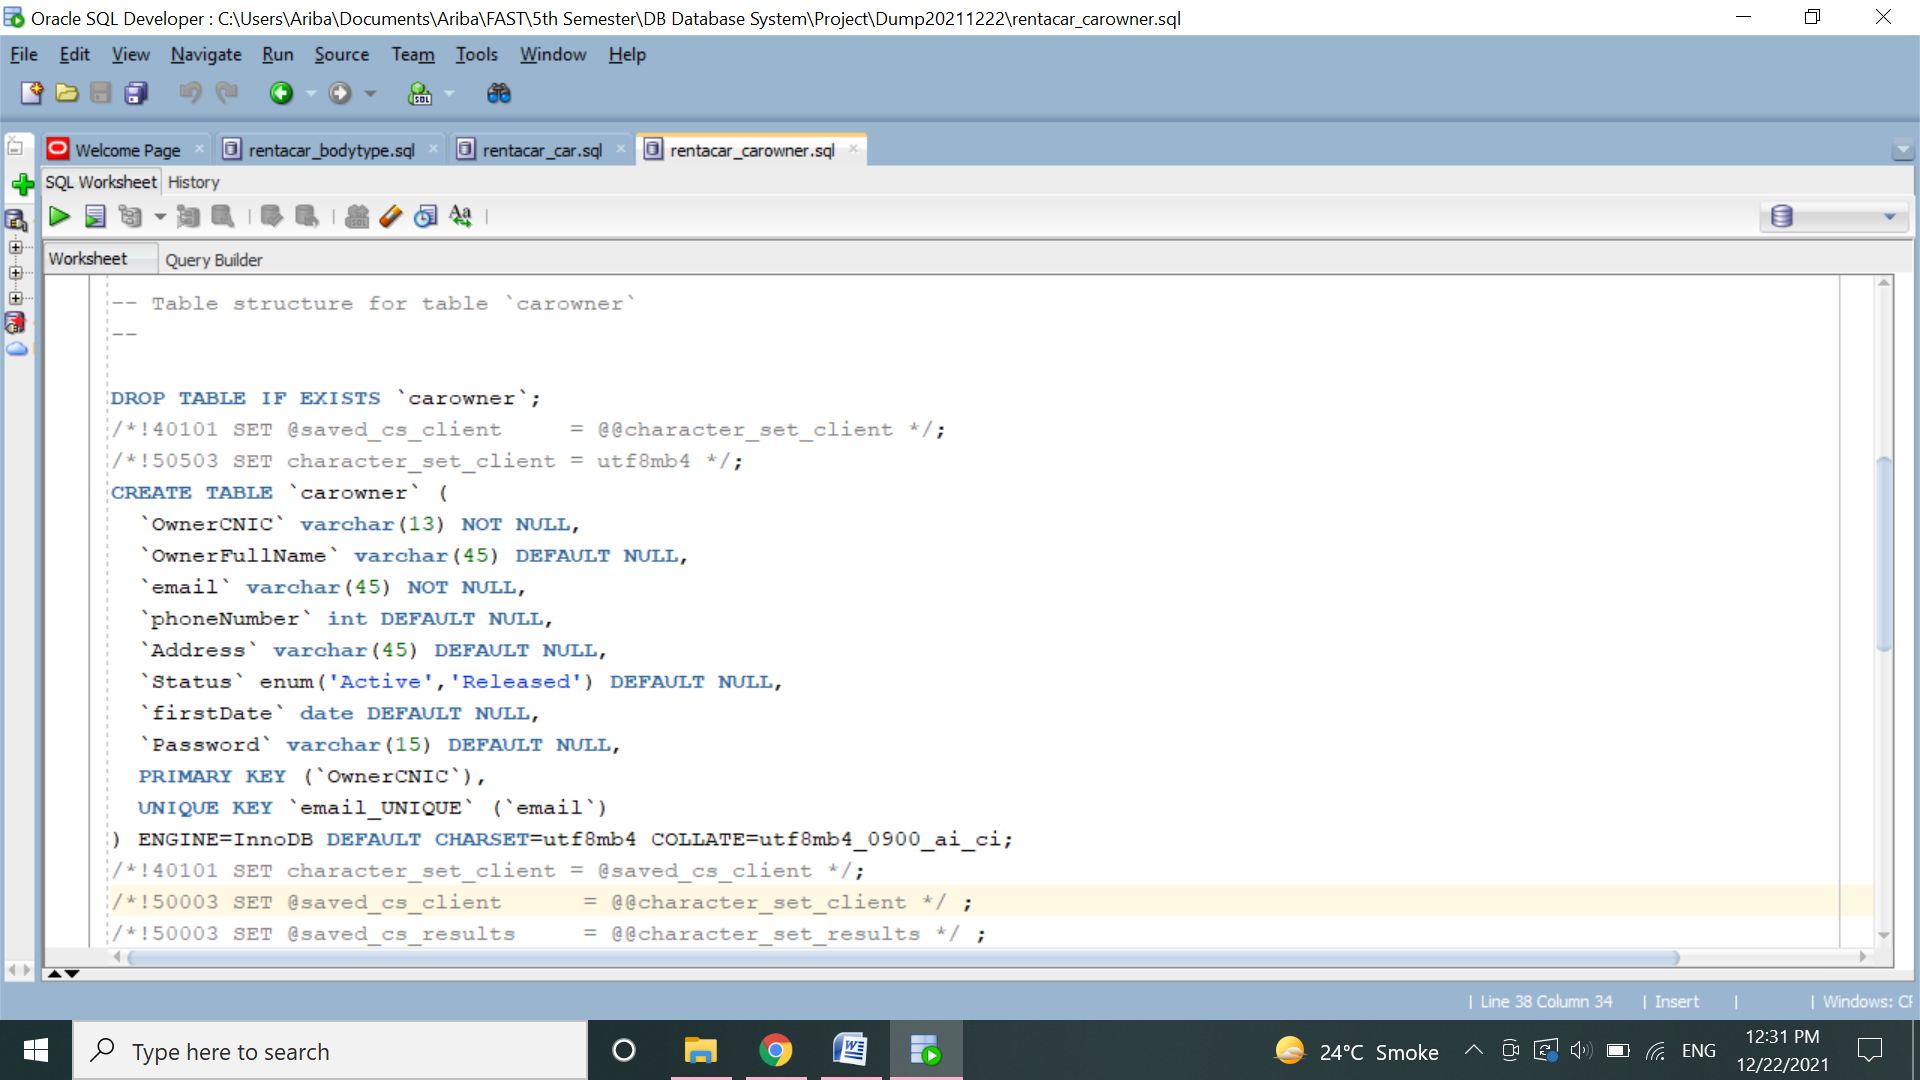 Oracle SQL Developer : C:\Users\Ariba\Documents\Ariba\FAST\5th Semester\DB Database System\Project\Dump20211222\rentacar_carowner.sql
File Edit View Navigate Run Source Team Tools Window Help
SQL
Welcome Page rentacar_bodytype.sql rentacar_car.sql rentacar_carowner.sql
SQL Worksheet History
Aa
Worksheet Query Builder
-- Table structure for table `carowner`
--
DROP TABLE IF EXISTS `carowner`;
/*!40101 SET @saved_cs_client     = @@character_set_client */;
/*!50503 SET character_set_client = utf8mb4 */;
CREATE TABLE `carowner` (
  `OwnerCNIC` varchar(13) NOT NULL,
  `OwnerFullName` varchar(45) DEFAULT NULL,
  `email` varchar(45) NOT NULL,
  `phoneNumber` int DEFAULT NULL,
  `Address` varchar(45) DEFAULT NULL,
  `Status` enum('Active','Released') DEFAULT NULL,
  `firstDate` date DEFAULT NULL,
  `Password` varchar(15) DEFAULT NULL,
  PRIMARY KEY (`OwnerCNIC`),
  UNIQUE KEY `email_UNIQUE` (`email`)
) ENGINE=InnoDB DEFAULT CHARSET=utf8mb4 COLLATE=utf8mb4_0900_ai_ci;
/*!40101 SET character_set_client = @saved_cs_client */;
/*!50003 SET @saved_cs_client      = @@character_set_client */ ;
/*!50003 SET @saved_cs_results     = @@character_set_results */ ;
| Line 38 Column 34 | Insert | | Windows: CR
Type here to search
24°C Smoke
ENG
12:31 PM
12/22/2021